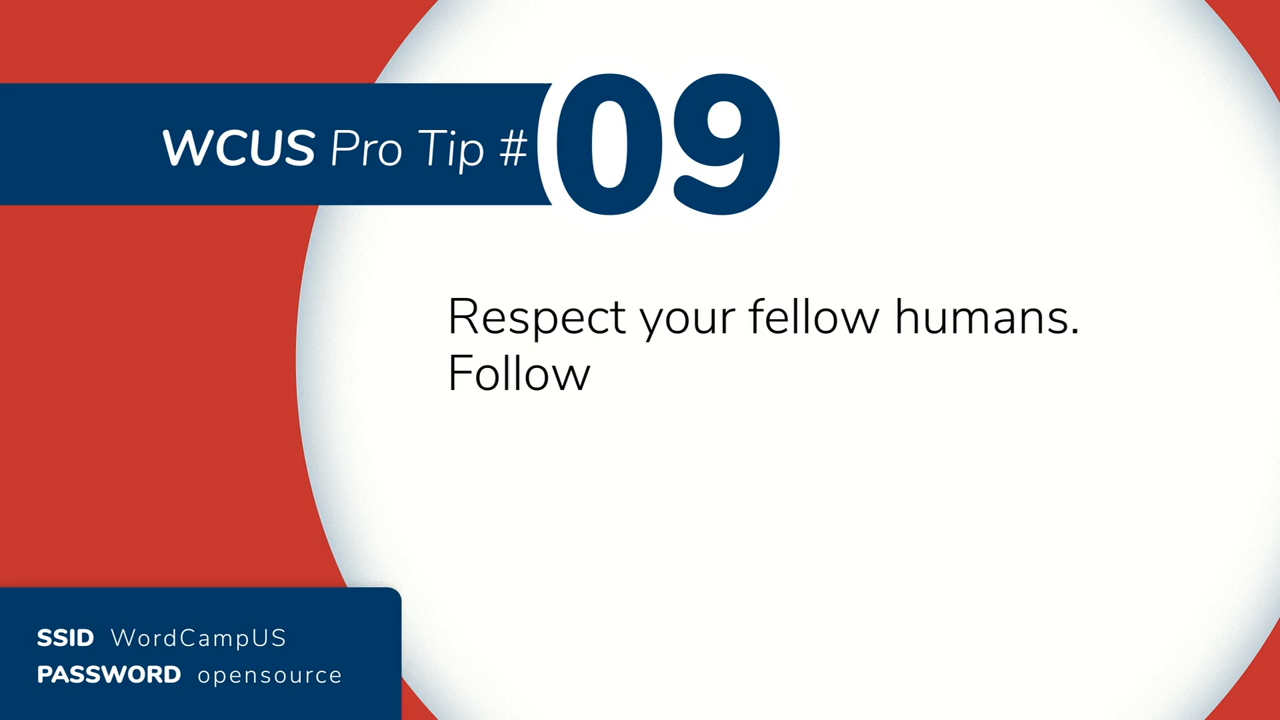 WCUS Pro Tip #09
Respect your fellow humans.
Follow
SSID WordCampUS
PASSWORD opensource